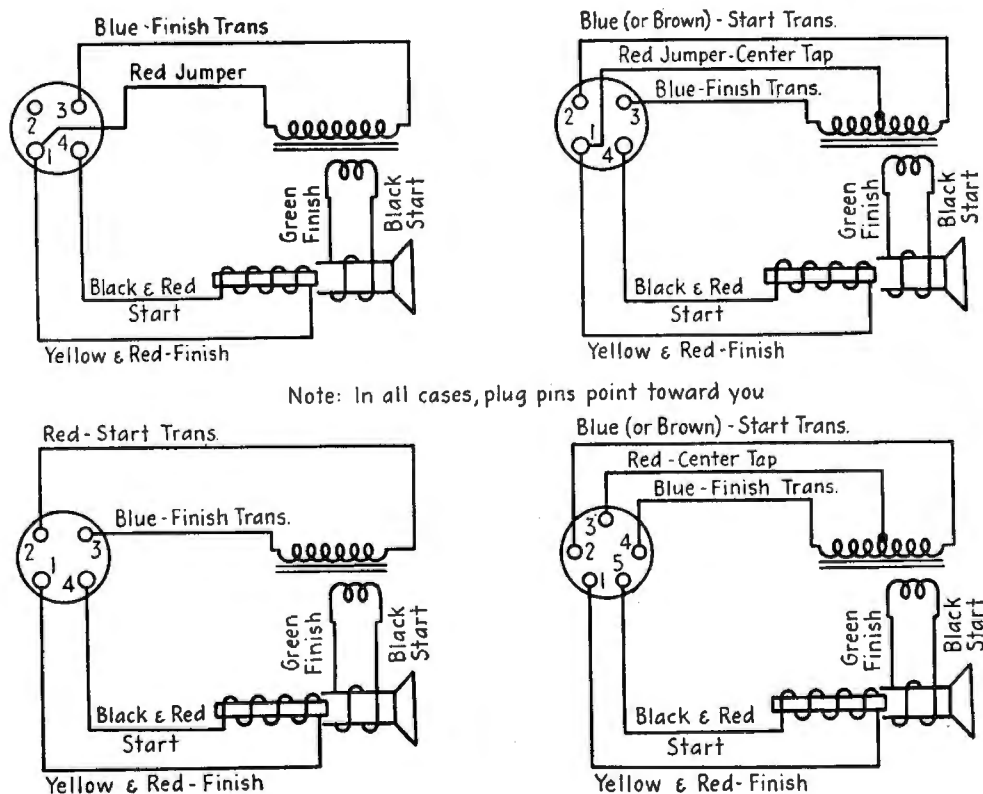 Blue-Finish Trans
Red Jumper
3
2
4
1
Green
Finish
Black
Start
Black & Red
Start
Yellow & Red-Finish
Blue (or Brown) - Start Trans.
Red Jumper-Center Tap
Blue-Finish Trans.
2
3
1
4
Green
Finish
Black
Start
Black & Red
Start
Yellow & Red-Finish
Note: In all cases, plug pins point toward you
Red-Start Trans.
Blue-Finish Trans.
2
3
1
4
Green
Finish
Black
Start
Black & Red
Start
Yellow & Red-Finish
Blue (or Brown) - Start Trans.
Red-Center Tap
Blue-Finish Trans.
3
2
4
1
5
Green
Finish
Black
Start
Black & Red
Start
Yellow & Red-Finish